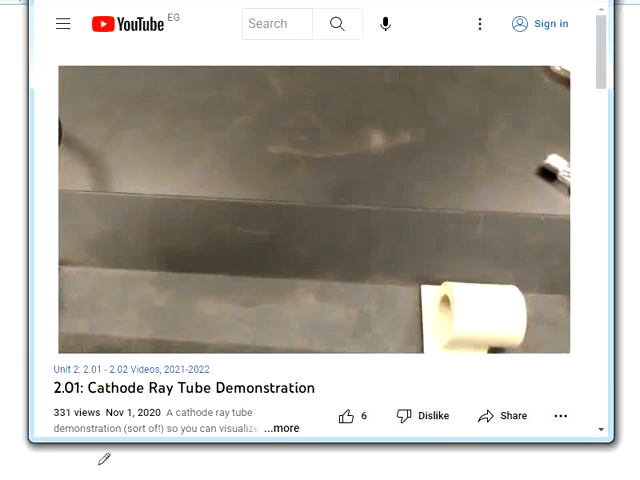 YouTube EG
Search
Sign in
Unit 2: 2.01 - 2.02 Videos, 2021-2022
2.01: Cathode Ray Tube Demonstration
331 views Nov 1, 2020 A cathode ray tube
demonstration (sort of!) so you can visualize ...more
6
Dislike
Share